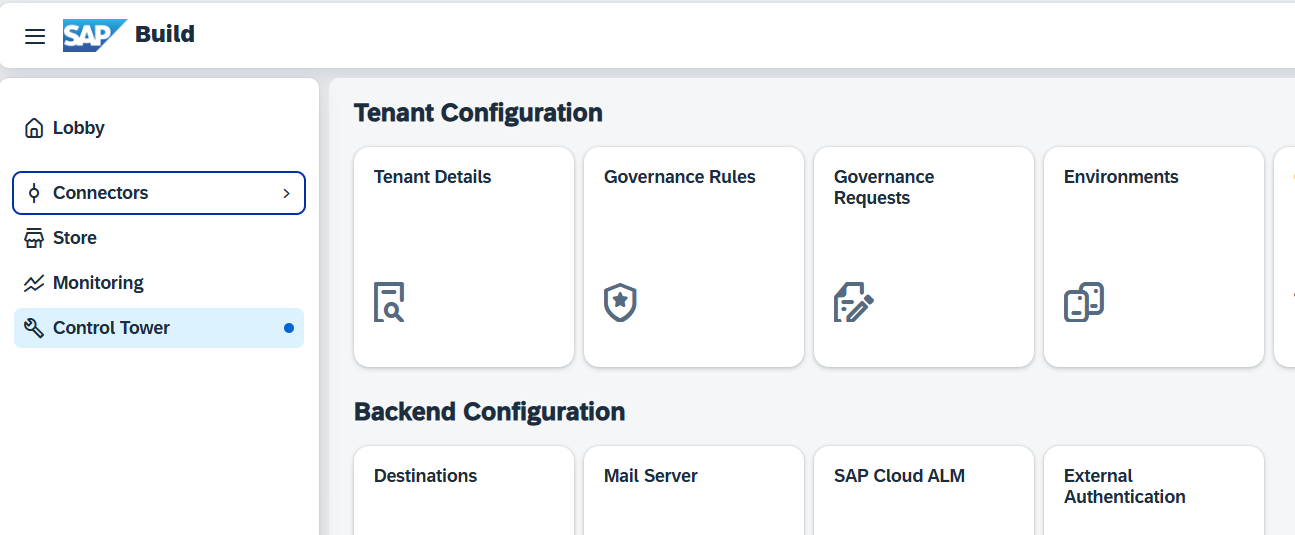 SAP Build
Lobby
Connectors
Store
Monitoring
Control Tower
Tenant Configuration
Tenant Details
Governance Rules
Governance
Requests
Environments
Backend Configuration
Destinations
Mail Server
SAP Cloud ALM
External
Authentication